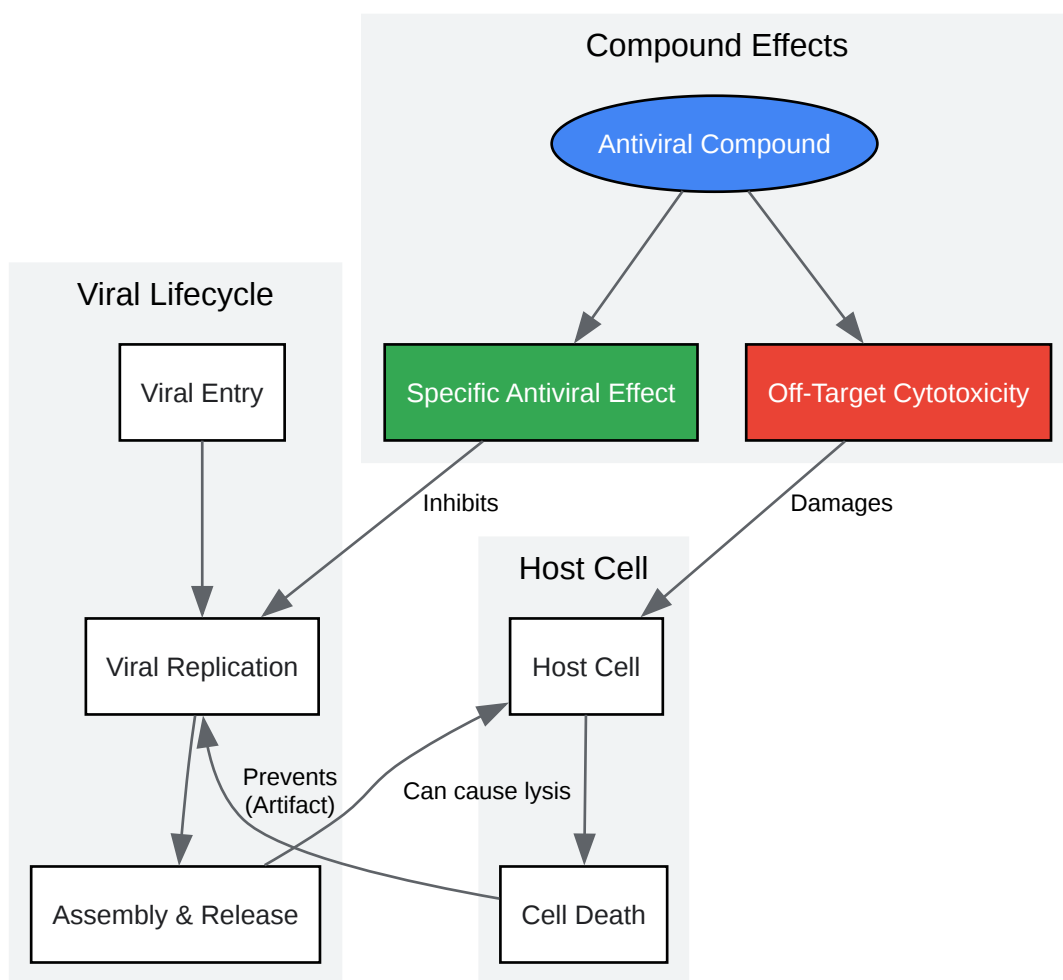 Compound Effects
Antiviral Compound
Viral Lifecycle
Viral Entry
Specific Antiviral Effect
Off-Target Cytotoxicity
Inhibits
Damages
Host Cell
Viral Replication
Host Cell
Prevents
(Artifact)
Can cause lysis
Assembly & Release
Cell Death